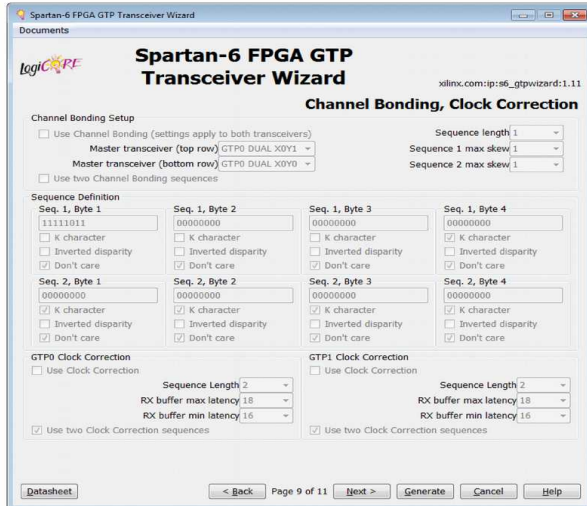 Spartan-6 FPGA GTP Transceiver Wizard
Documents
logiCORE
Spartan-6 FPGA GTP
Transceiver Wizard
xilinx.com:ip:s6_gtpwizard:1.11
Channel Bonding, Clock Correction
Channel Bonding Setup
Use Channel Bonding (settings apply to both transceivers)
Sequence length 1
Master transceiver (top row) GTP0 DUAL X0Y1
Sequence 1 max skew 1
Master transceiver (bottom row) GTP0 DUAL X0Y0
Sequence 2 max skew 1
Use two Channel Bonding sequences
Sequence Definition
Seq. 1, Byte 1 Seq. 1, Byte 2 Seq. 1, Byte 3 Seq. 1, Byte 4
11111011 00000000 00000000 00000000
K character K character K character K character
Inverted disparity Inverted disparity Inverted disparity Inverted disparity
Don't care Don't care Don't care Don't care
Seq. 2, Byte 1 Seq. 2, Byte 2 Seq. 2, Byte 3 Seq. 2, Byte 4
00000000 00000000 00000000 00000000
K character K character K character K character
Inverted disparity Inverted disparity Inverted disparity Inverted disparity
Don't care Don't care Don't care Don't care
GTP0 Clock Correction GTP1 Clock Correction
Use Clock Correction Use Clock Correction
Sequence Length 2 Sequence Length 2
RX buffer max latency 18 RX buffer max latency 18
RX buffer min latency 16 RX buffer min latency 16
Use two Clock Correction sequences Use two Clock Correction sequences
Datasheet < Back Page 9 of 11 Next > Generate Cancel Help